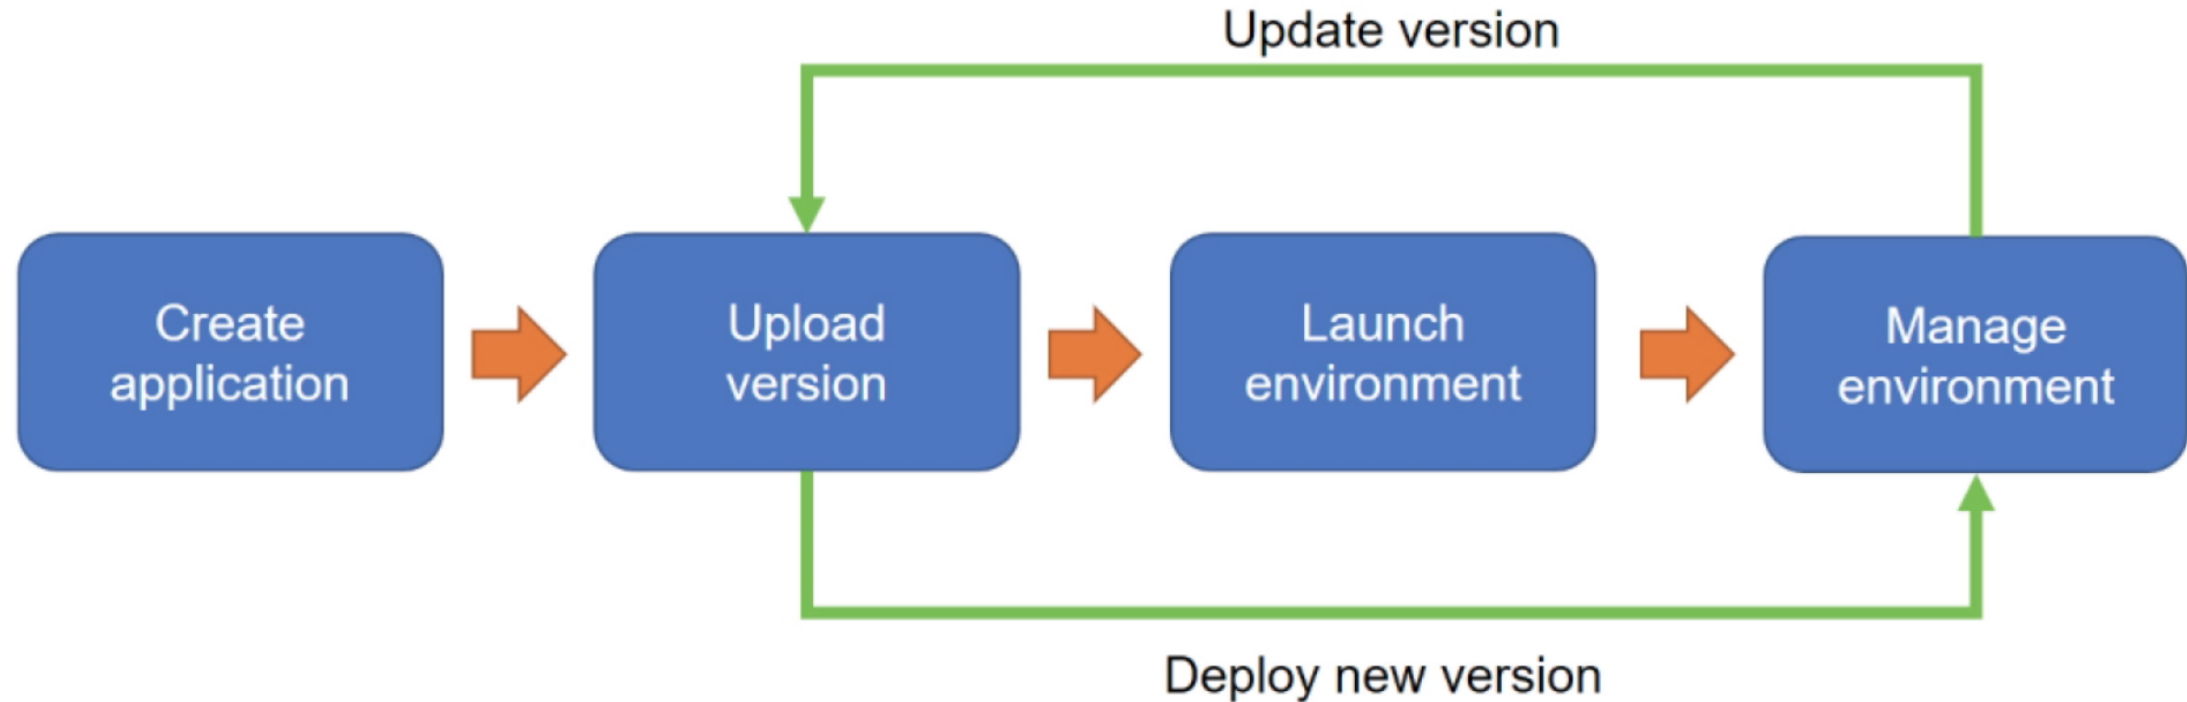 Update version
Create
application
Upload
version
Launch
environment
Manage
environment
Deploy new version